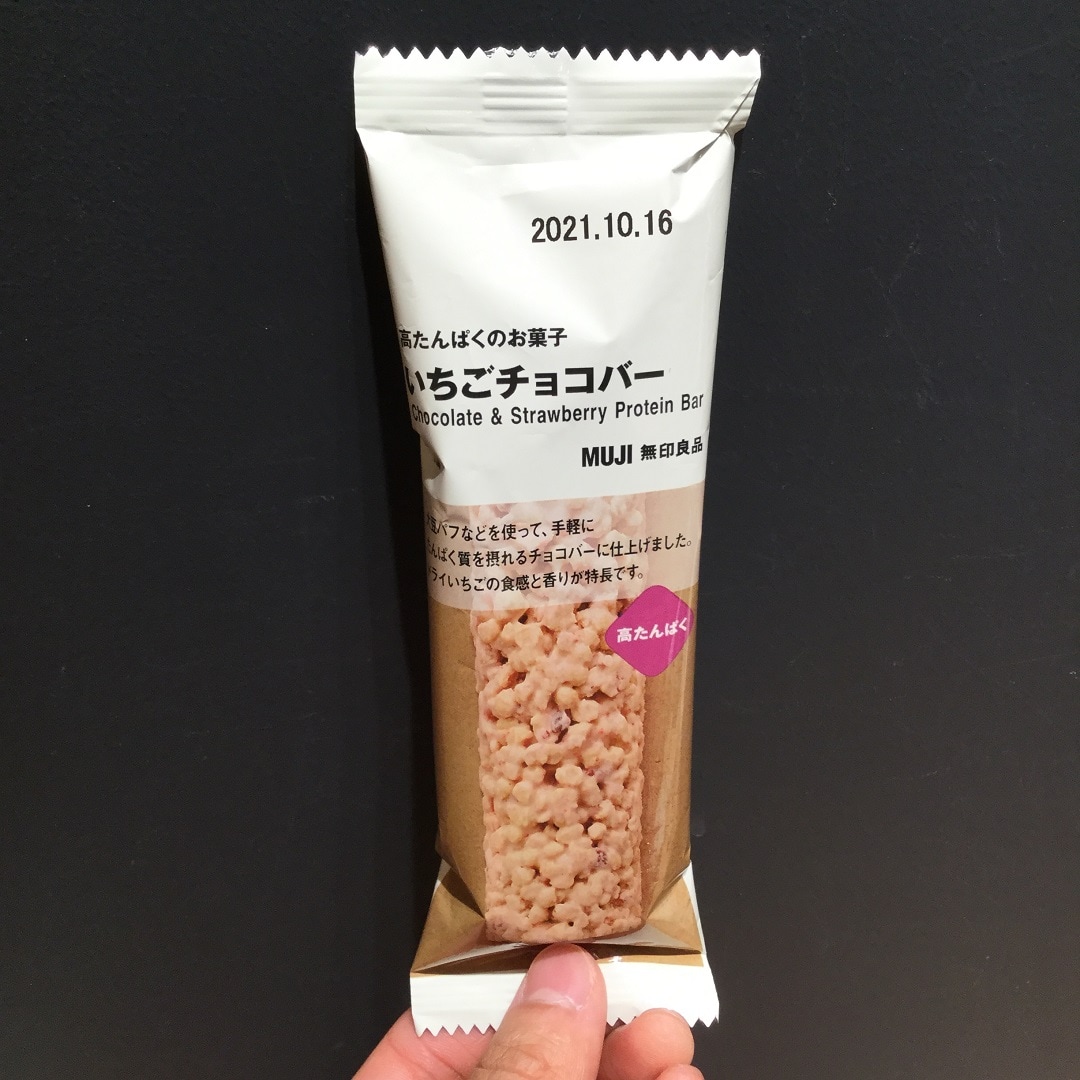 2021.10.16
高たんぱくのお菓子
いちごチョコバー
Chocolate & Strawberry Protein Bar
MUJI 無印良品
豆パフなどを使って、手軽に
たんぱく質を摂れるチョコバーに仕上げました。
ライいちごの食感と香りが特長です。
高たんぱく